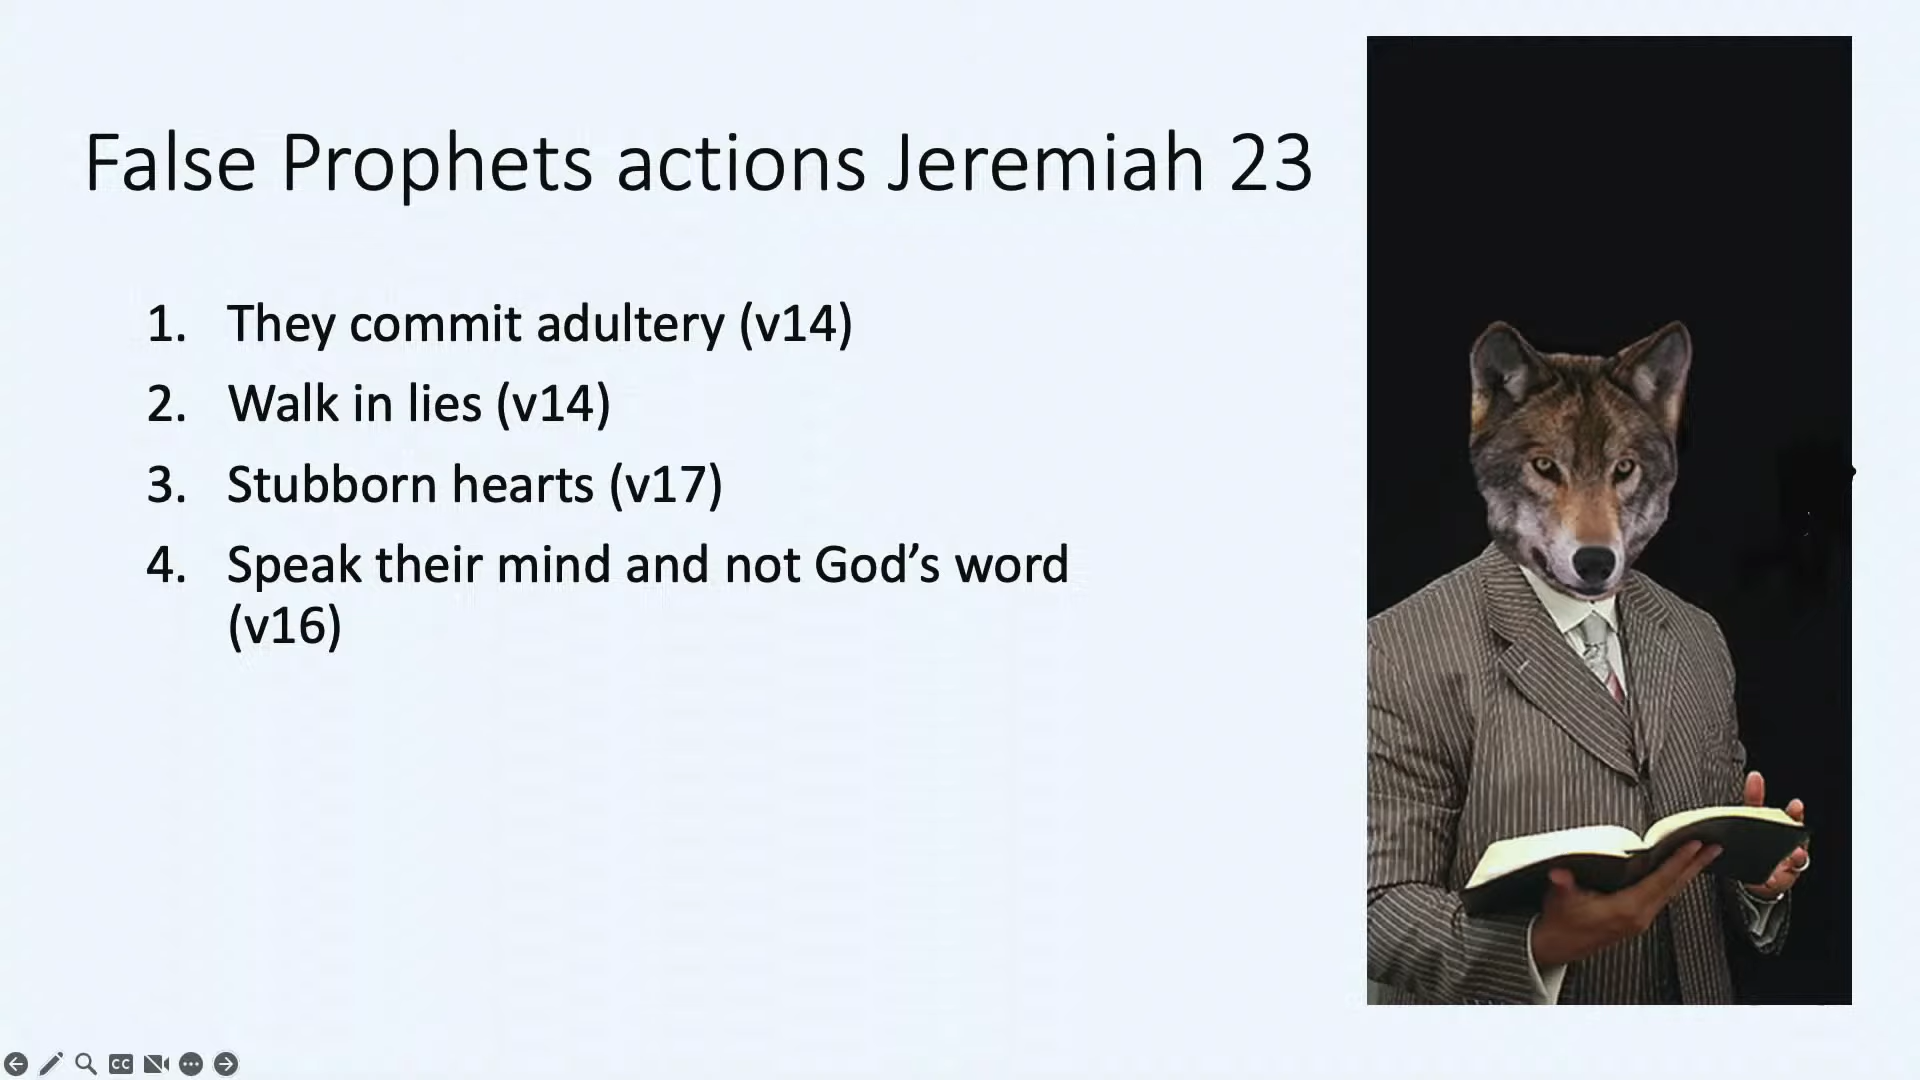 False Prophets actions Jeremiah 23
1. They commit adultery (v14)
2. Walk in lies (v14)
3. Stubborn hearts (v17)
4. Speak their mind and not God’s word
(v16)
CC